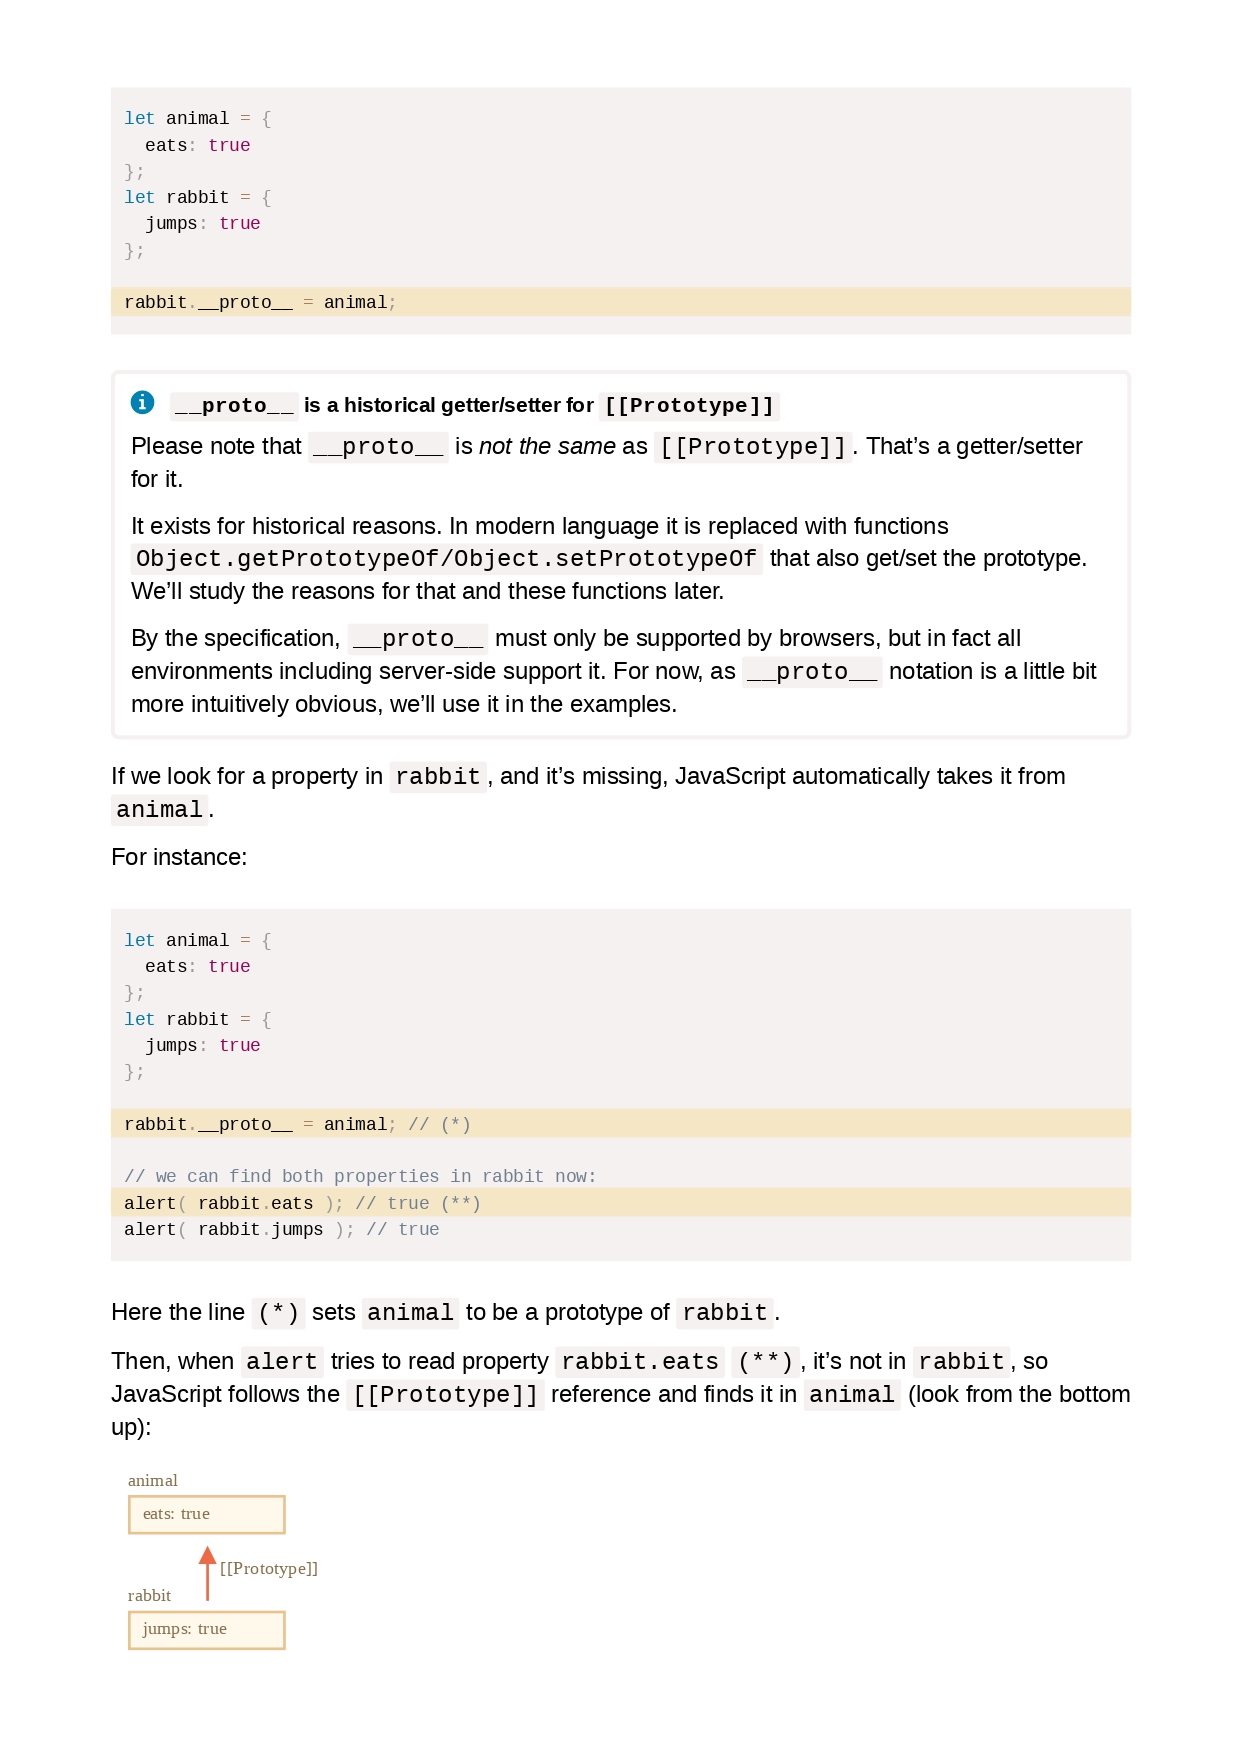 let animal = {
  eats: true
};
let rabbit = {
  jumps: true
};
rabbit.__proto__ = animal;
__proto__ is a historical getter/setter for [[Prototype]]
Please note that __proto__ is not the same as [[Prototype]]. That’s a getter/setter
for it.
It exists for historical reasons. In modern language it is replaced with functions
Object.getPrototypeOf/Object.setPrototypeOf that also get/set the prototype.
We’ll study the reasons for that and these functions later.
By the specification, __proto__ must only be supported by browsers, but in fact all
environments including server-side support it. For now, as __proto__ notation is a little bit
more intuitively obvious, we’ll use it in the examples.
If we look for a property in rabbit, and it’s missing, JavaScript automatically takes it from
animal.
For instance:
let animal = {
  eats: true
};
let rabbit = {
  jumps: true
};
rabbit.__proto__ = animal; // (*)
// we can find both properties in rabbit now:
alert( rabbit.eats ); // true (**)
alert( rabbit.jumps ); // true
Here the line (*) sets animal to be a prototype of rabbit.
Then, when alert tries to read property rabbit.eats (**), it’s not in rabbit, so
JavaScript follows the [[Prototype]] reference and finds it in animal (look from the bottom
up):
animal
eats: true
[[Prototype]]
rabbit
jumps: true